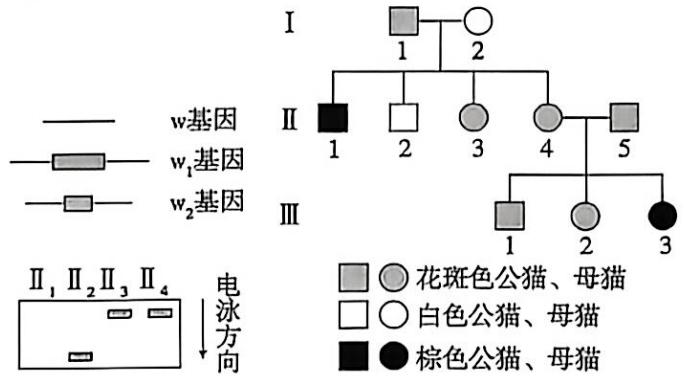 I
1 2
w基因
w₁基因
w₂基因
II
1 2 3 4 5
III
1 2 3
II₁ II₂ II₃ II₄
电泳方向
花斑色公猫、母猫
白色公猫、母猫
棕色公猫、母猫